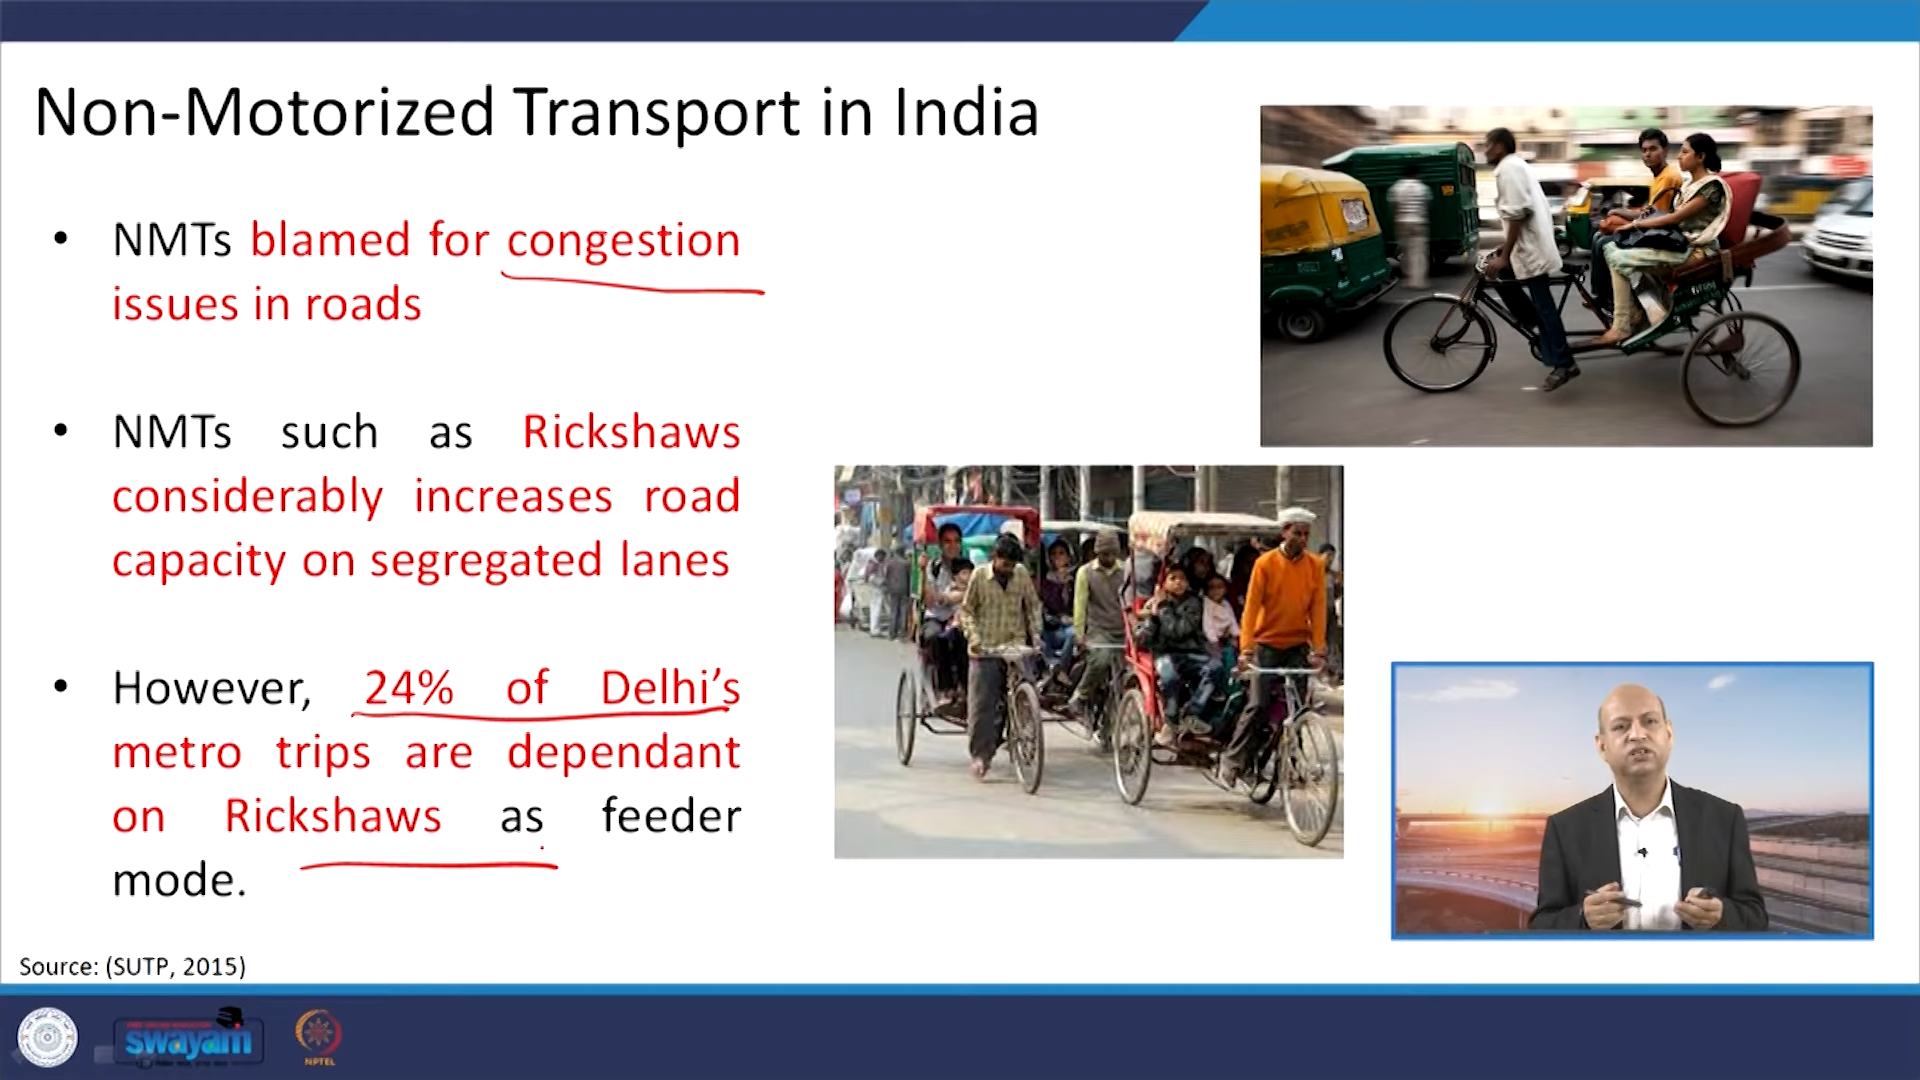 Non-Motorized Transport in India
• NMTs blamed for congestion
issues in roads
• NMTs such as Rickshaws
considerably increases road
capacity on segregated lanes
• However, 24% of Delhi’s
metro trips are dependant
on Rickshaws as feeder
mode.
Source: (SUTP, 2015)
swayam
NPTEL